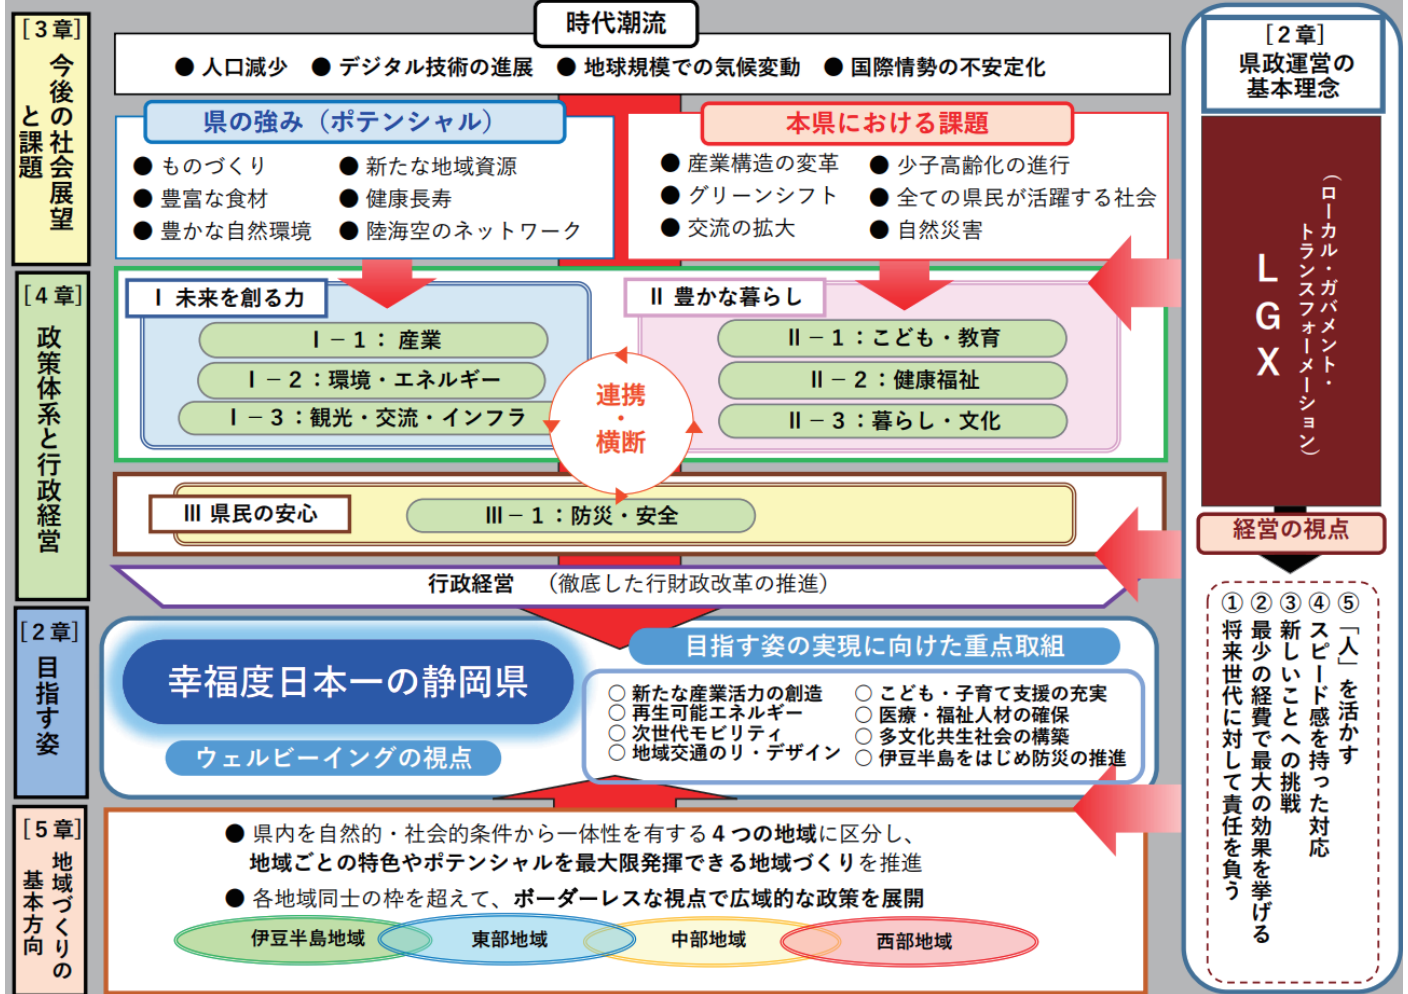 時代潮流
● 人口減少 ● デジタル技術の進展 ● 地球規模での気候変動 ● 国際情勢の不安定化
[3章]
今後の社会展望
と課題
県の強み（ポテンシャル）
● ものづくり ● 新たな地域資源
● 豊富な食材 ● 健康長寿
● 豊かな自然環境 ● 陸海空のネットワーク
本県における課題
● 産業構造の変革 ● 少子高齢化の進行
● グリーンシフト ● 全ての県民が活躍する社会
● 交流の拡大 ● 自然災害
[4章]
政策体系と行政経営
Ⅰ 未来を創る力
Ⅰ－1：産業
Ⅰ－2：環境・エネルギー
Ⅰ－3：観光・交流・インフラ
Ⅱ 豊かな暮らし
Ⅱ－1：こども・教育
Ⅱ－2：健康福祉
Ⅱ－3：暮らし・文化
連携
・
横断
Ⅲ 県民の安心
Ⅲ－1：防災・安全
行政経営 （徹底した行財政改革の推進）
[2章]
目指す姿
幸福度日本一の静岡県
ウェルビーイングの視点
目指す姿の実現に向けた重点取組
○ 新たな産業活力の創造
○ 再生可能エネルギー
○ 次世代モビリティ
○ 地域交通のリ・デザイン
○ こども・子育て支援の充実
○ 医療・福祉人材の確保
○ 多文化共生社会の構築
○ 伊豆半島をはじめ防災の推進
[5章]
地域づくりの
基本方向
● 県内を自然的・社会的条件から一体性を有する４つの地域に区分し、
地域ごとの特色やポテンシャルを最大限発揮できる地域づくりを推進
● 各地域同士の枠を超えて、ボーダーレスな視点で広域的な政策を展開
伊豆半島地域 東部地域 中部地域 西部地域
[2章]
県政運営の
基本理念
（ローカル・ガバメント・
トランスフォーメーション）
LGX
経営の視点
① 将来世代に対して責任を負う
② 最少の経費で最大の効果を挙げる
③ 新しいことへの挑戦
④ スピード感を持った対応
⑤ 「人」を活かす